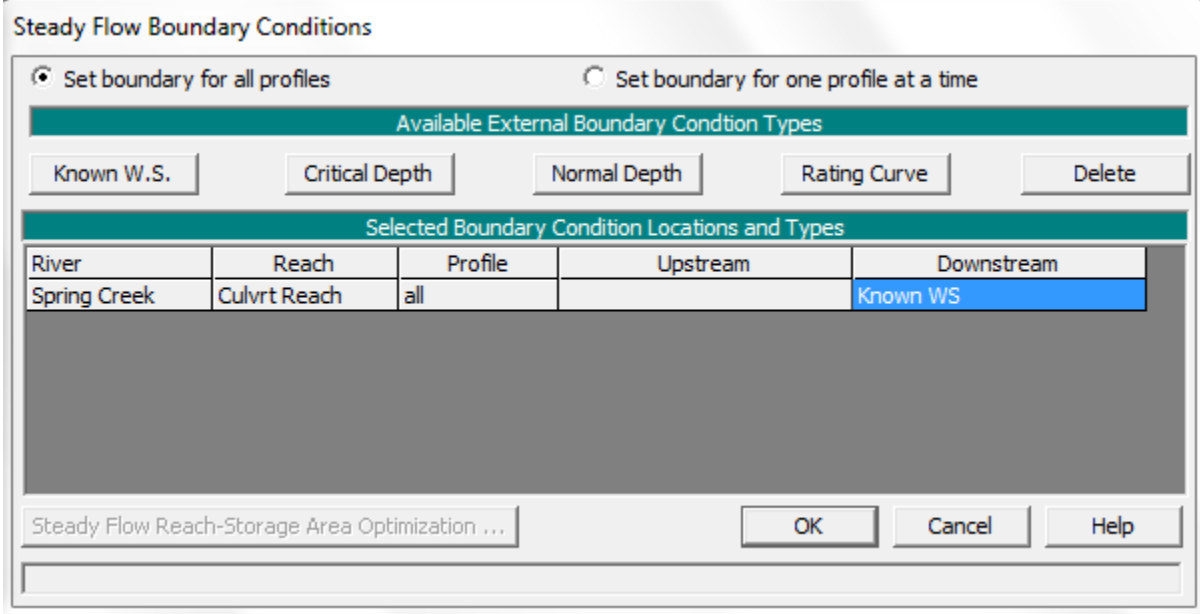 Steady Flow Boundary Conditions
Set boundary for all profiles Set boundary for one profile at a time
Available External Boundary Condtion Types
Known W.S. Critical Depth Normal Depth Rating Curve Delete
Selected Boundary Condition Locations and Types
River Reach Profile Upstream Downstream
Spring Creek Culvrt Reach all Known WS
Steady Flow Reach-Storage Area Optimization ... OK Cancel Help